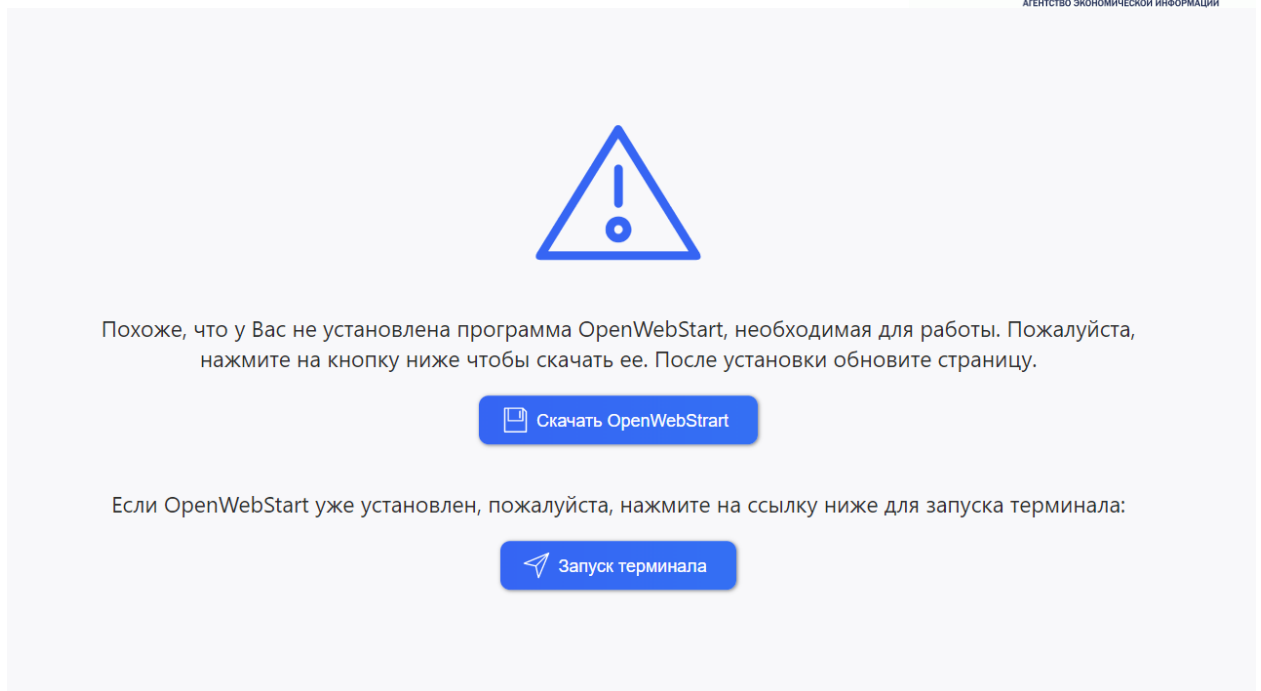 АГЕНТСТВО ЭКОНОМИЧЕСКОЙ ИНФОРМАЦИИ
Похоже, что у Вас не установлена программа OpenWebStart, необходимая для работы. Пожалуйста,
нажмите на кнопку ниже чтобы скачать ее. После установки обновите страницу.
Скачать OpenWebStrart
Если OpenWebStart уже установлен, пожалуйста, нажмите на ссылку ниже для запуска терминала:
Запуск терминала